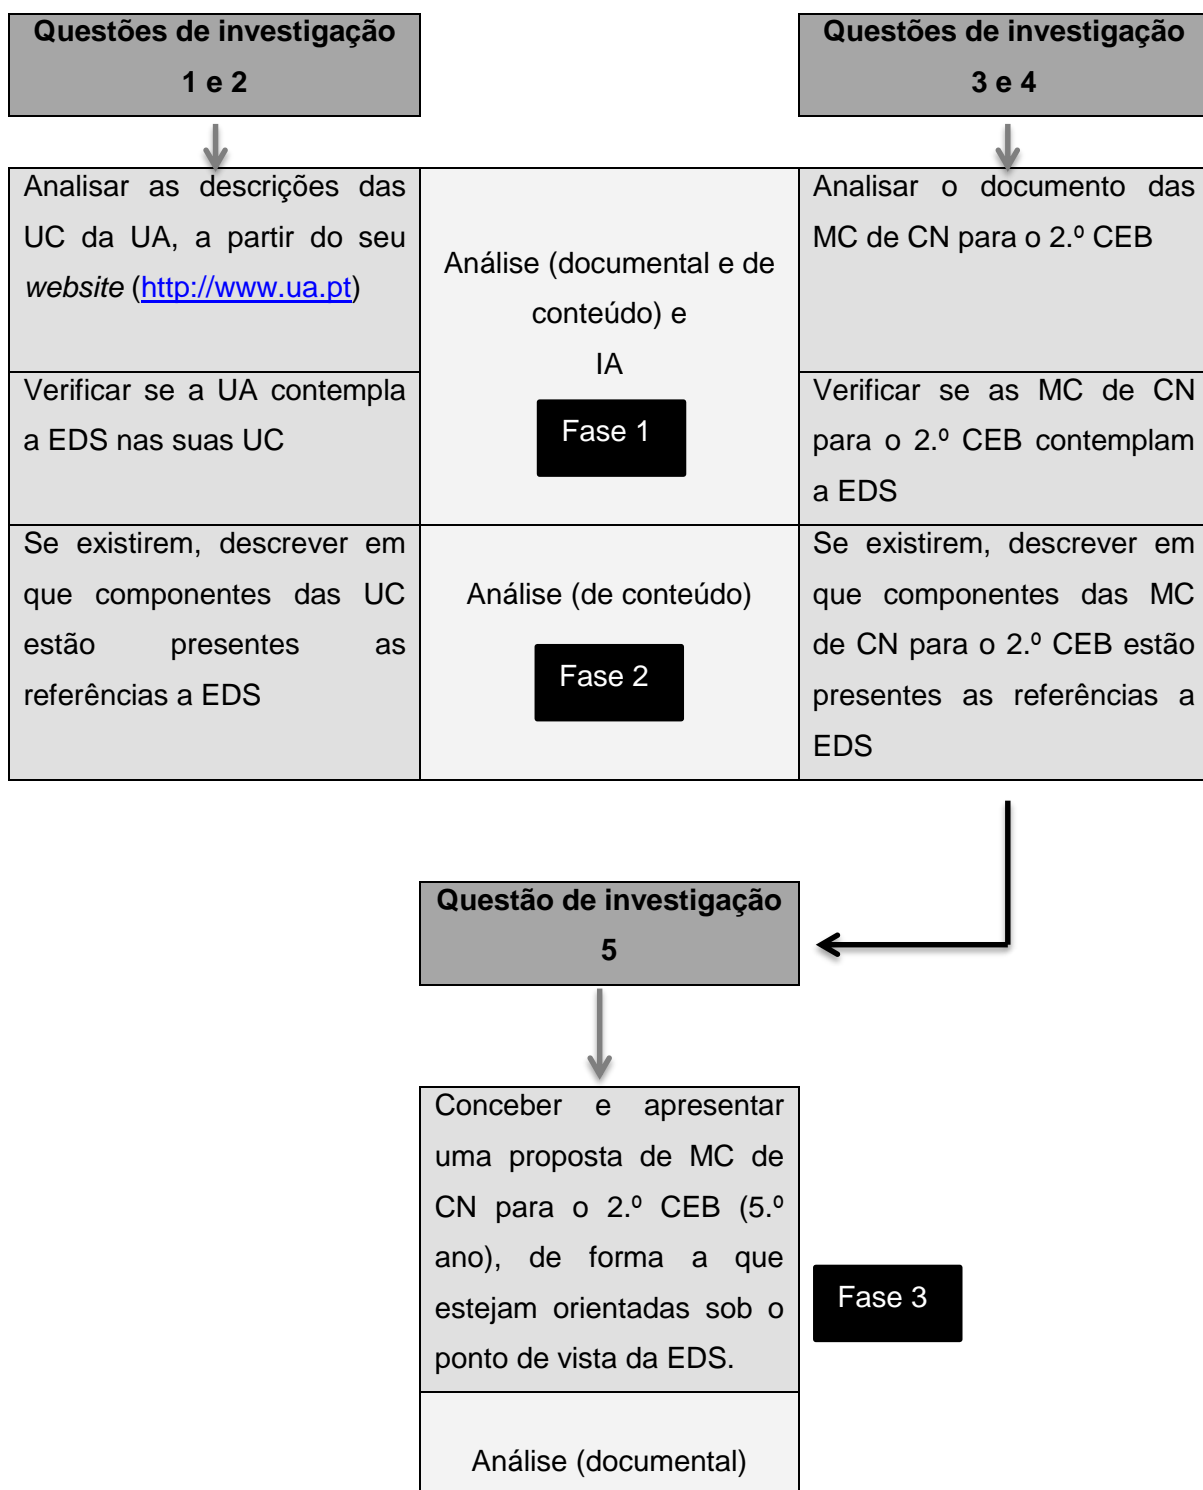 Questões de investigação
1 e 2
Questões de investigação
3 e 4
Analisar as descrições das
UC da UA, a partir do seu
website (http://www.ua.pt)
Análise (documental e de
conteúdo) e
IA
Fase 1
Analisar o documento das
MC de CN para o 2.º CEB
Verificar se a UA contempla
a EDS nas suas UC
Verificar se as MC de CN
para o 2.º CEB contemplam
a EDS
Se existirem, descrever em
que componentes das UC
estão presentes as
referências a EDS
Análise (de conteúdo)
Fase 2
Se existirem, descrever em
que componentes das MC
de CN para o 2.º CEB estão
presentes as referências a
EDS
Questão de investigação
5
Conceber e apresentar
uma proposta de MC de
CN para o 2.º CEB (5.º
ano), de forma a que
estejam orientadas sob o
ponto de vista da EDS.
Fase 3
Análise (documental)